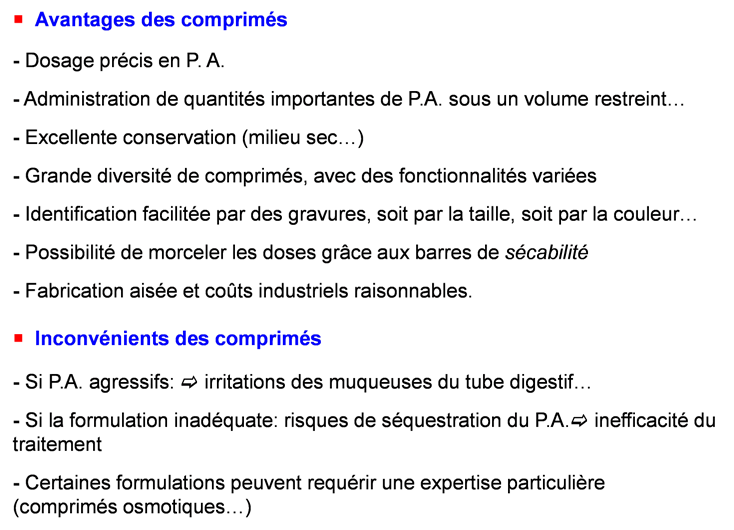 ▪ Avantages des comprimés
- Dosage précis en P. A.
- Administration de quantités importantes de P.A. sous un volume restreint…
- Excellente conservation (milieu sec…)
- Grande diversité de comprimés, avec des fonctionnalités variées
- Identification facilitée par des gravures, soit par la taille, soit par la couleur…
- Possibilité de morceler les doses grâce aux barres de sécabilité
- Fabrication aisée et coûts industriels raisonnables.
▪ Inconvénients des comprimés
- Si P.A. agressifs: ⇨ irritations des muqueuses du tube digestif…
- Si la formulation inadéquate: risques de séquestration du P.A.⇨ inefficacité du
traitement
- Certaines formulations peuvent requérir une expertise particulière
(comprimés osmotiques…)